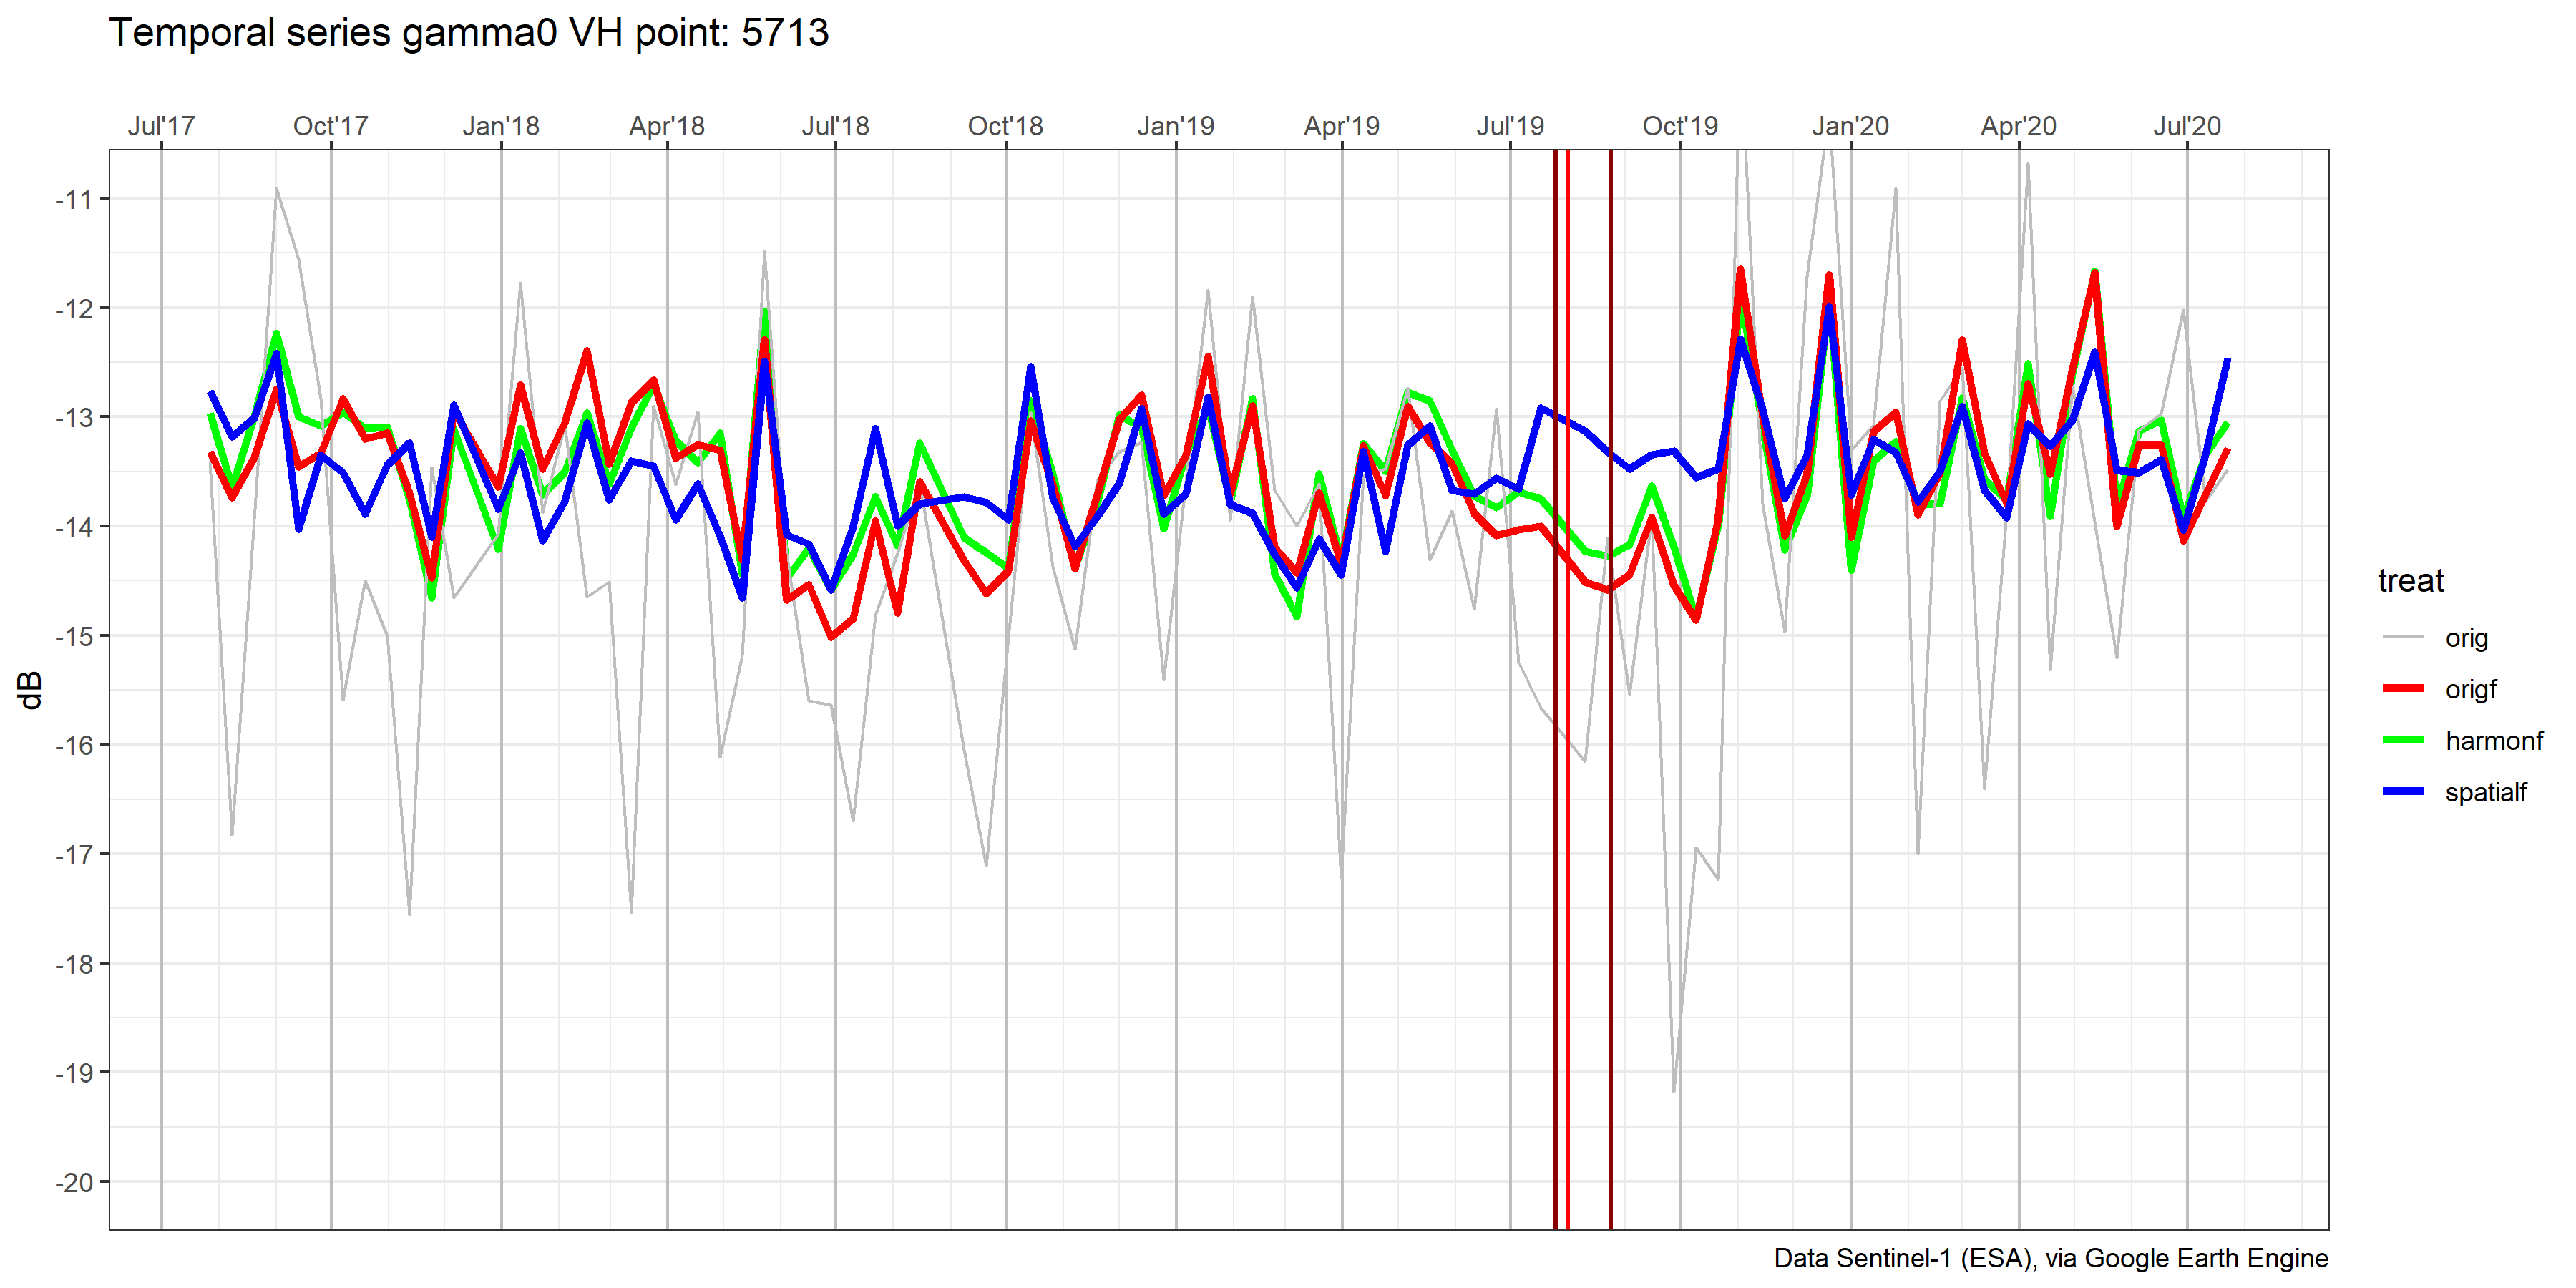 Temporal series gamma0 VH point: 5713
Jul'17 Oct'17 Jan'18 Apr'18 Jul'18 Oct'18 Jan'19 Apr'19 Jul'19 Oct'19 Jan'20 Apr'20 Jul'20
-11
-12
-13
-14
-15
-16
-17
-18
-19
-20
dB
treat
orig
origf
harmonf
spatialf
Data Sentinel-1 (ESA), via Google Earth Engine